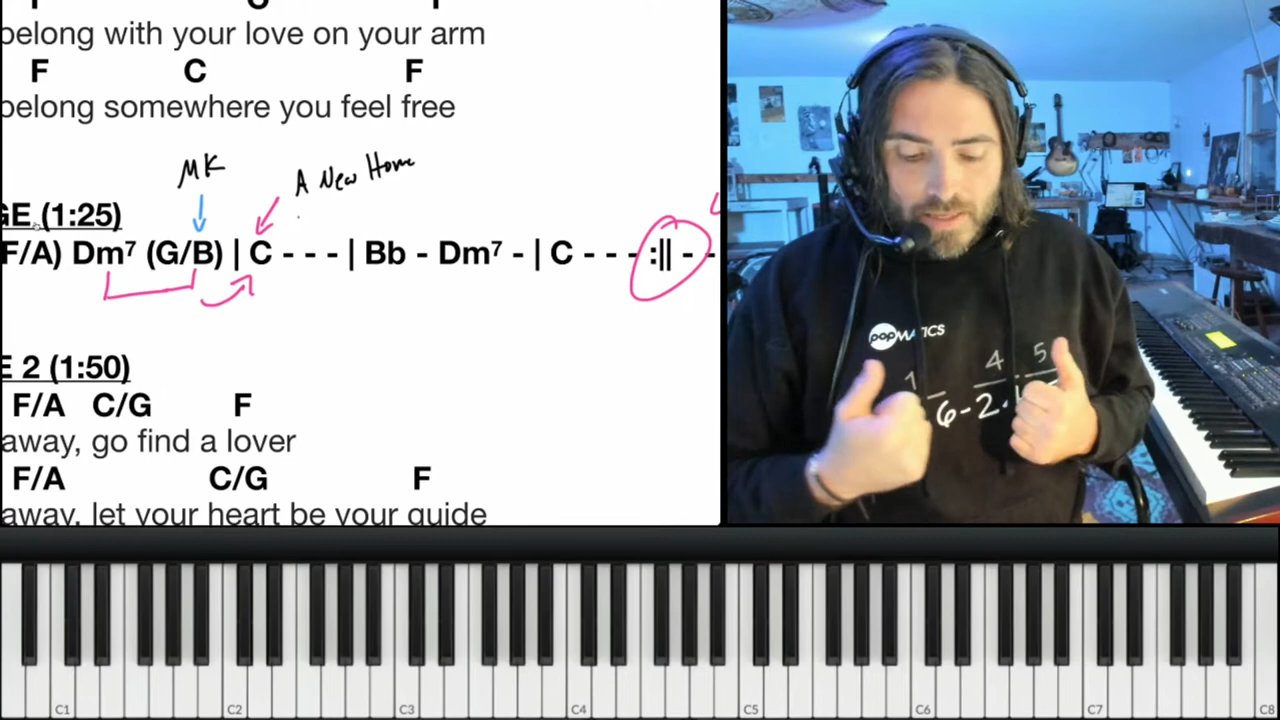 belong with your love on your arm
F C F
belong somewhere you feel free
MK A New Home
GE (1:25)
F/A) Dm⁷ (G/B) | C - - - | Bb - Dm⁷ - | C - - - :|| - -
E 2 (1:50)
F/A C/G F
away, go find a lover
F/A C/G F
away, let your heart be your guide
popMATICS
1 4 5
6-2
C1 C2 C3 C4 C5 C6 C7 C8